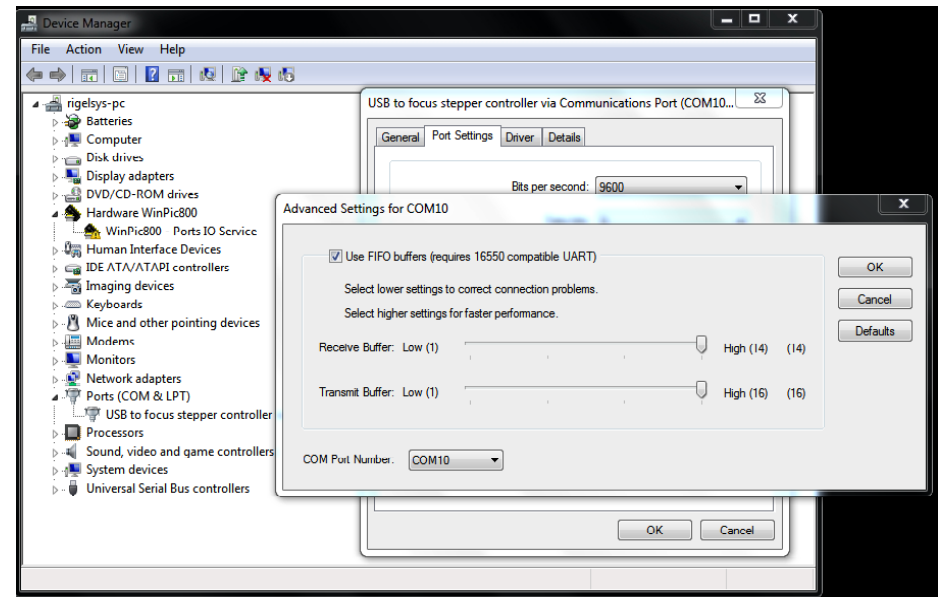 Device Manager
File Action View Help
rigelsys-pc
Batteries
Computer
Disk drives
Display adapters
DVD/CD-ROM drives
Hardware WinPic800
WinPic800 Ports IO Service
Human Interface Devices
IDE ATA/ATAPI controllers
Imaging devices
Keyboards
Mice and other pointing devices
Modems
Monitors
Network adapters
Ports (COM & LPT)
USB to focus stepper controller
Processors
Sound, video and game controllers
System devices
Universal Serial Bus controllers
USB to focus stepper controller via Communications Port (COM10...
General Port Settings Driver Details
Bits per second: 9600
Advanced Settings for COM10
Use FIFO buffers (requires 16550 compatible UART)
Select lower settings to correct connection problems.
Select higher settings for faster performance.
Receive Buffer: Low (1) High (14) (14)
Transmit Buffer: Low (1) High (16) (16)
COM Port Number: COM10
OK
Cancel
Defaults
OK Cancel